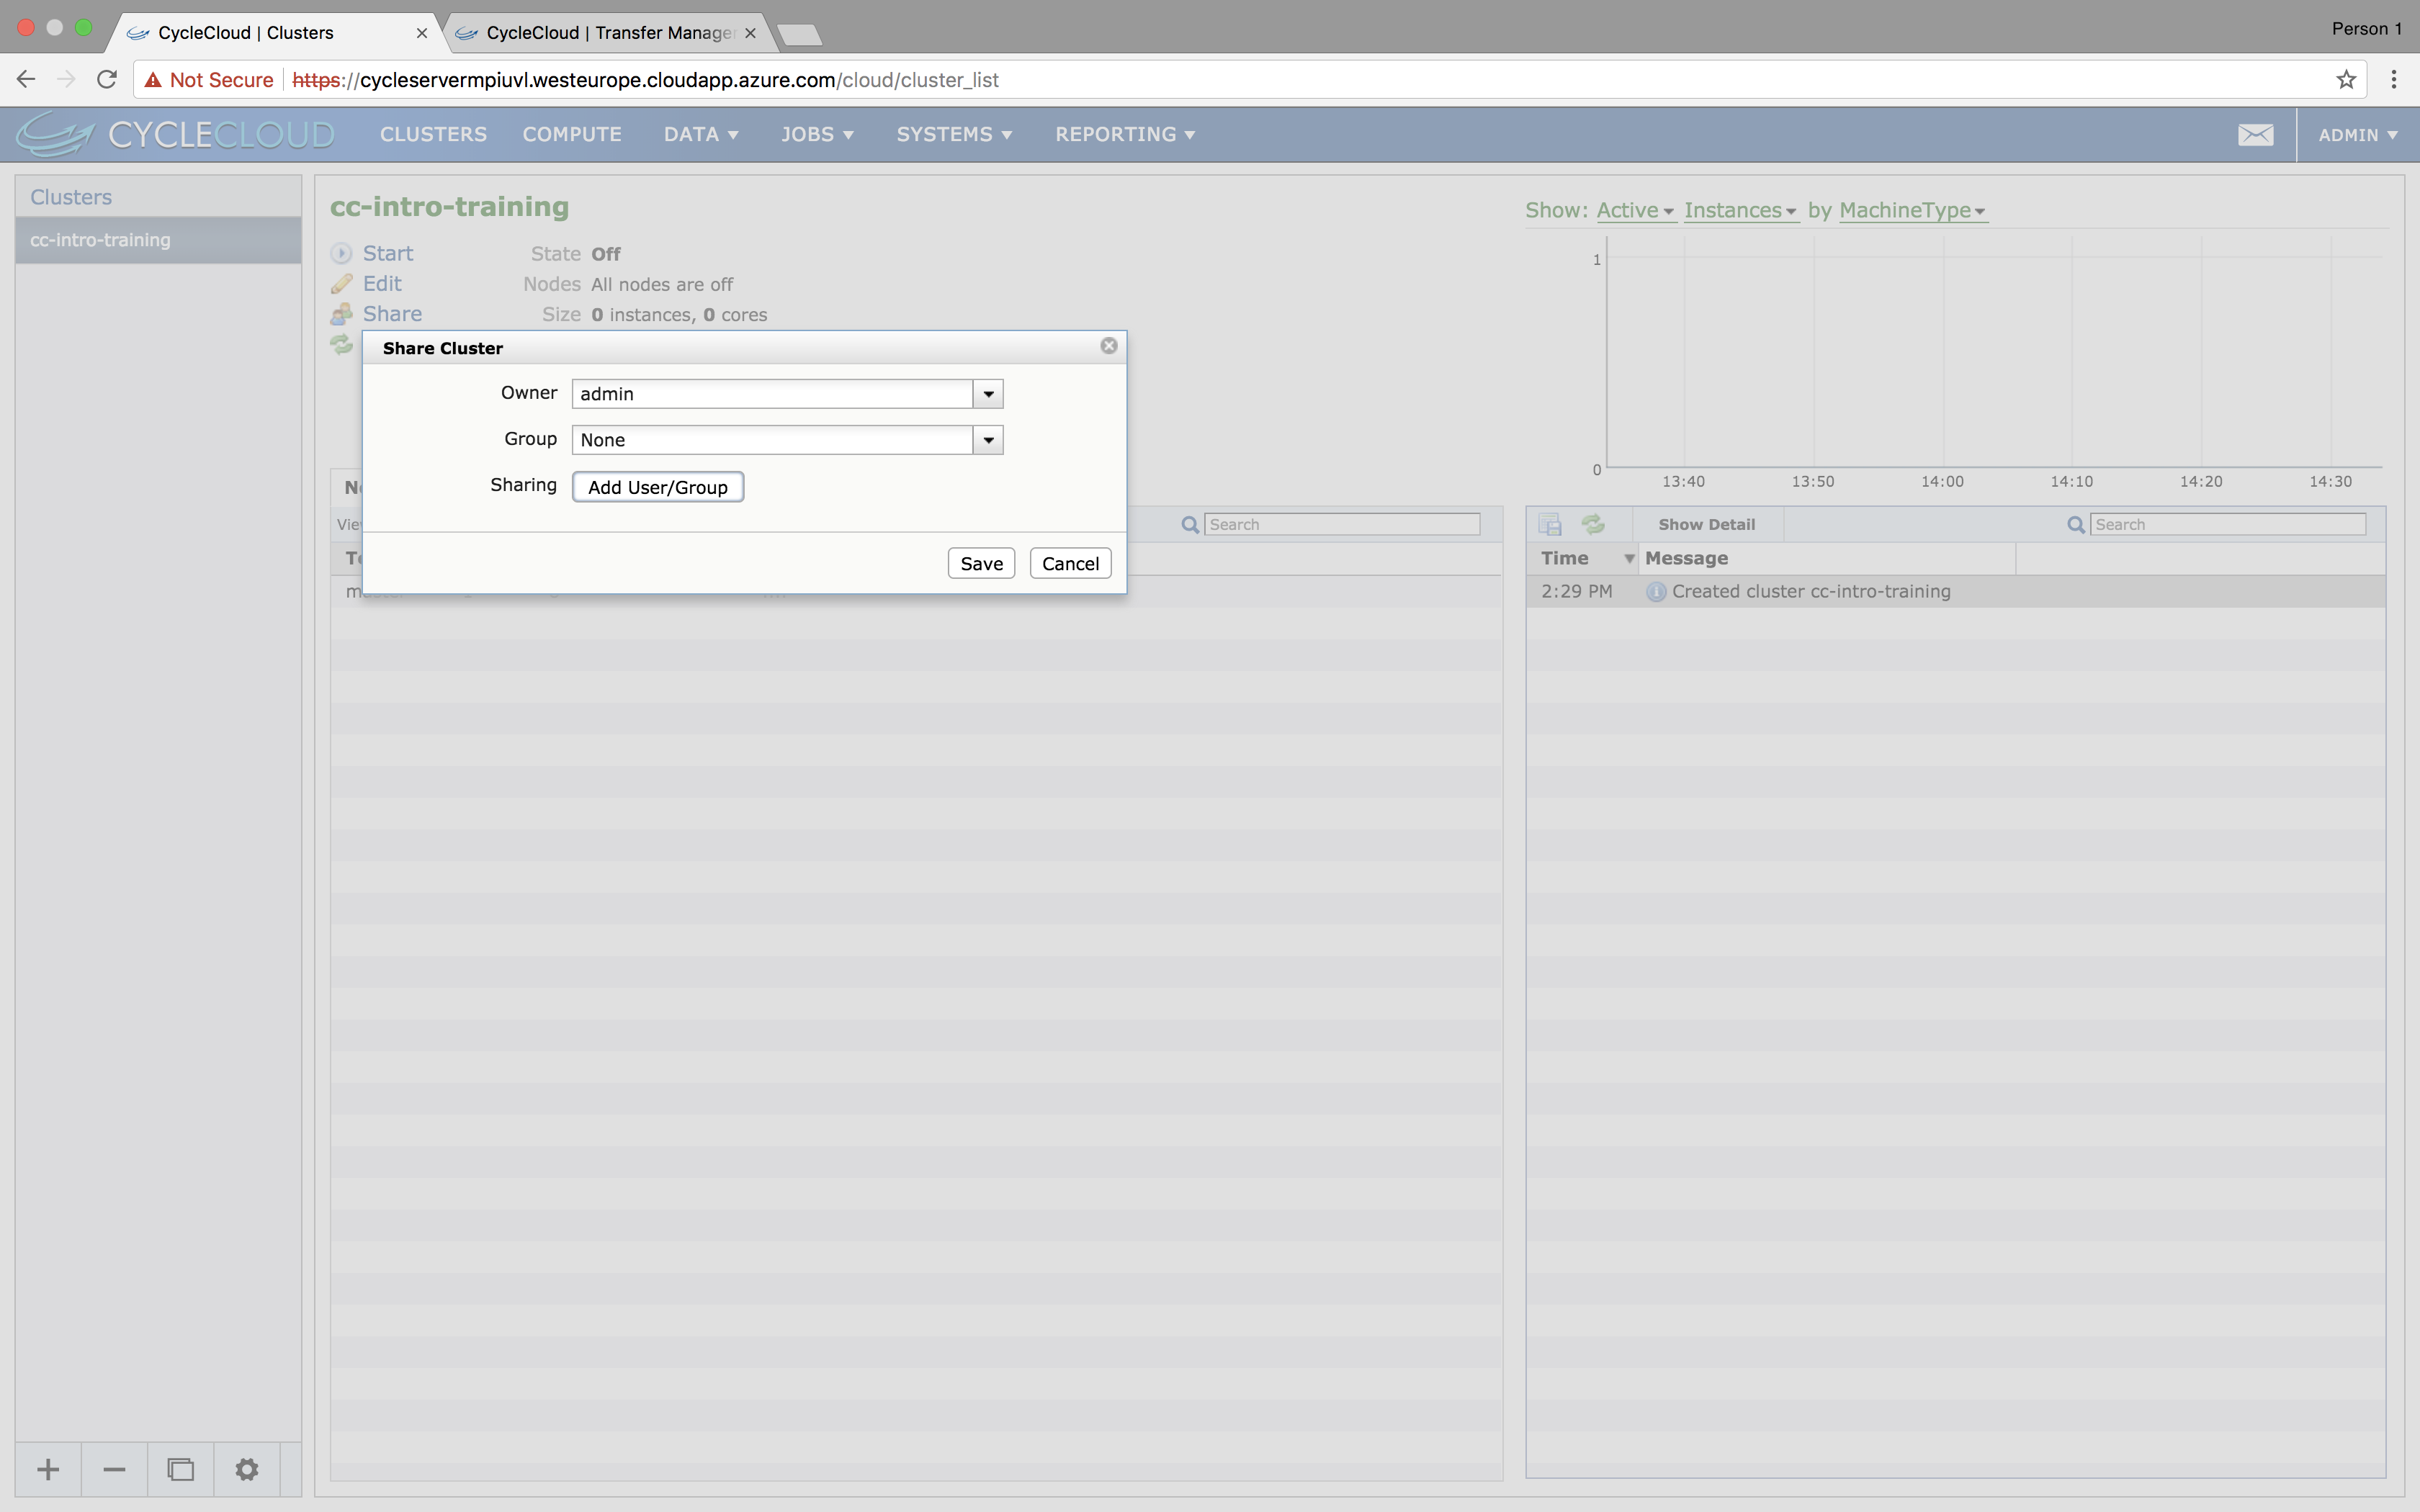 CycleCloud | Clusters
CycleCloud | Transfer Manager
Person 1
Not Secure https://cycleservermpiuvl.westeurope.cloudapp.azure.com/cloud/cluster_list
CYCLECLOUD CLUSTERS COMPUTE DATA JOBS SYSTEMS REPORTING ADMIN
Clusters
cc-intro-training
cc-intro-training
Start
Edit
Share
State Off
Nodes All nodes are off
Size 0 instances, 0 cores
Show: Active Instances by MachineType
1
0
13:40 13:50 14:00 14:10 14:20 14:30
Share Cluster
Owner admin
Group None
Sharing Add User/Group
Save Cancel
Search
Show Detail Search
Time Message
2:29 PM Created cluster cc-intro-training